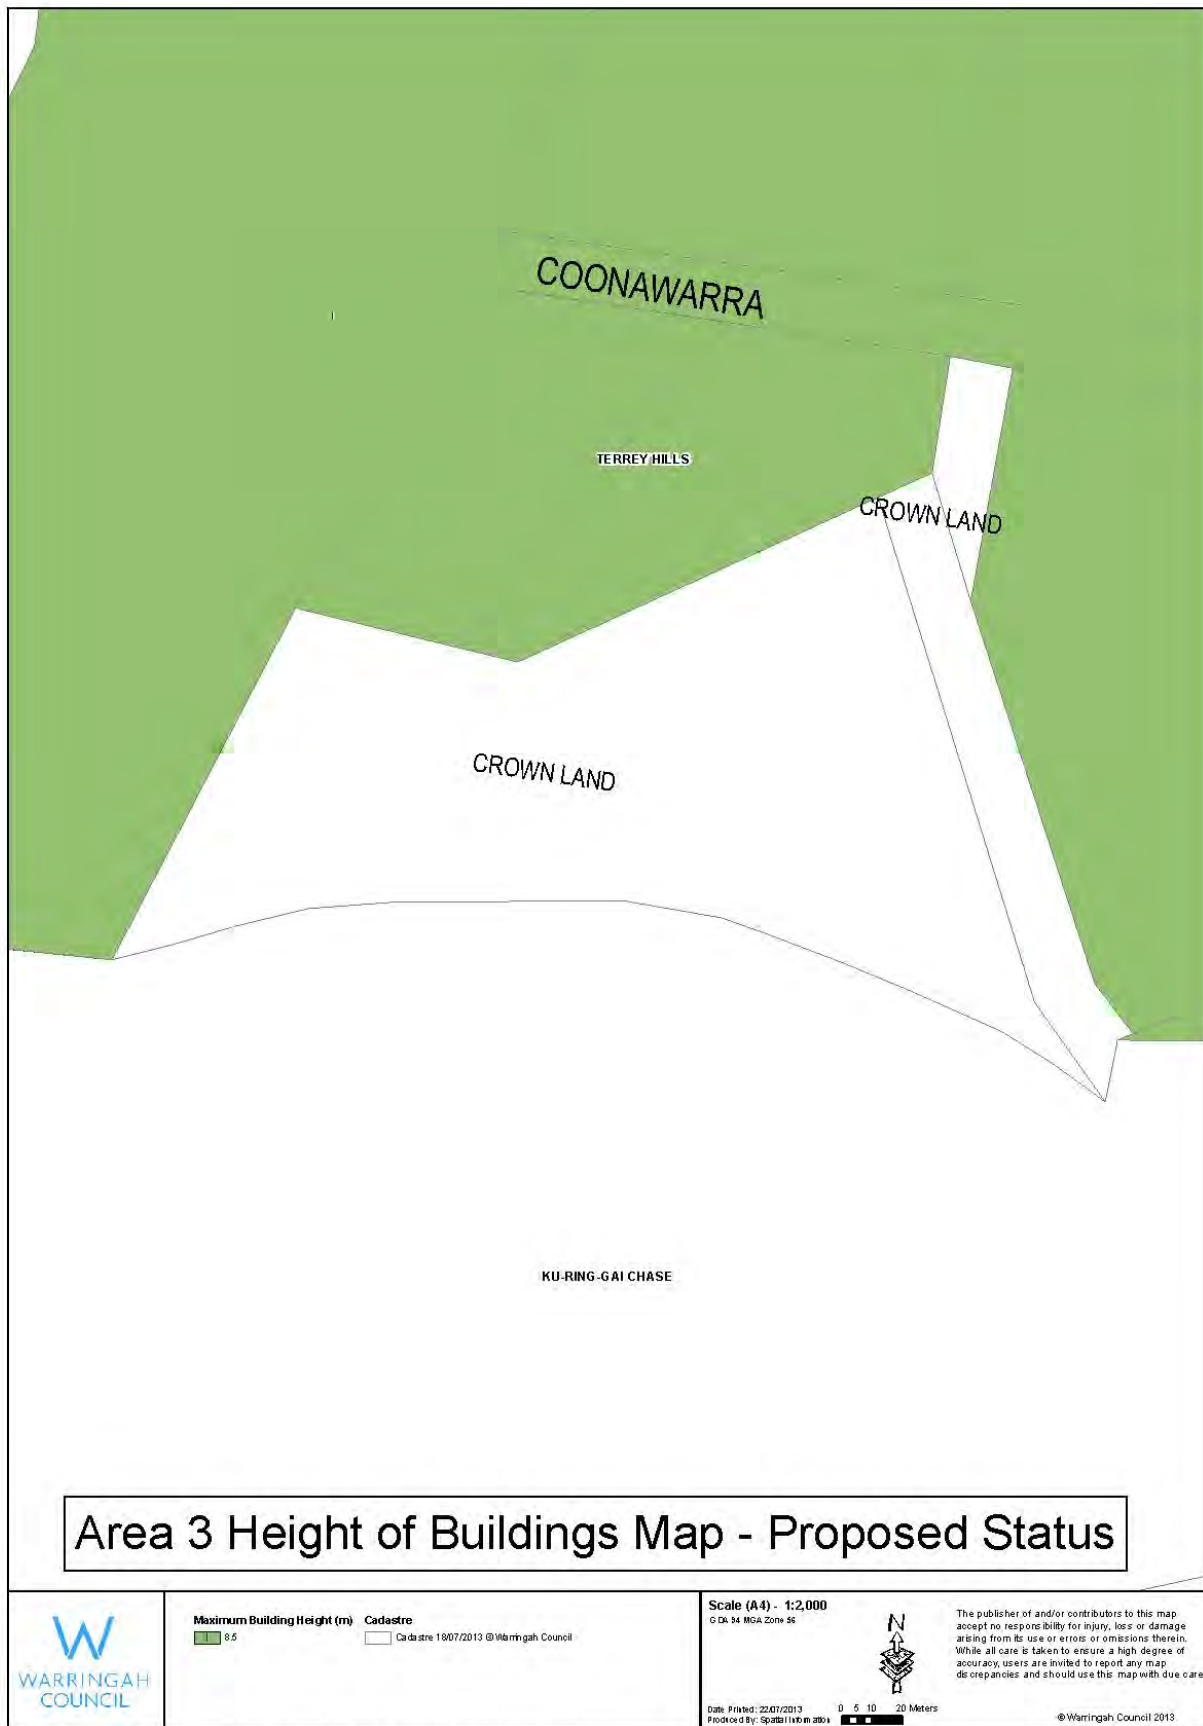 COONAWARRA
TERREY HILLS
CROWN LAND
CROWN LAND
KU-RING-GAI CHASE
Area 3 Height of Buildings Map - Proposed Status
WARRINGAH
COUNCIL
Maximum Building Height (m) Cadastre
I 8.5 Cadastre 18/07/2013 © Warringah Council
Scale (A4) - 1:2,000
GDA 94 MGA Zone 56
N
Date Printed: 22/07/2013
Produced By: Spatial Information
0 5 10 20 Meters
The publisher of and/or contributors to this map
accept no responsibility for injury, loss or damage
arising from its use or errors or omissions therein.
While all care is taken to ensure a high degree of
accuracy, users are invited to report any map
discrepancies and should use this map with due care
© Warringah Council 2013